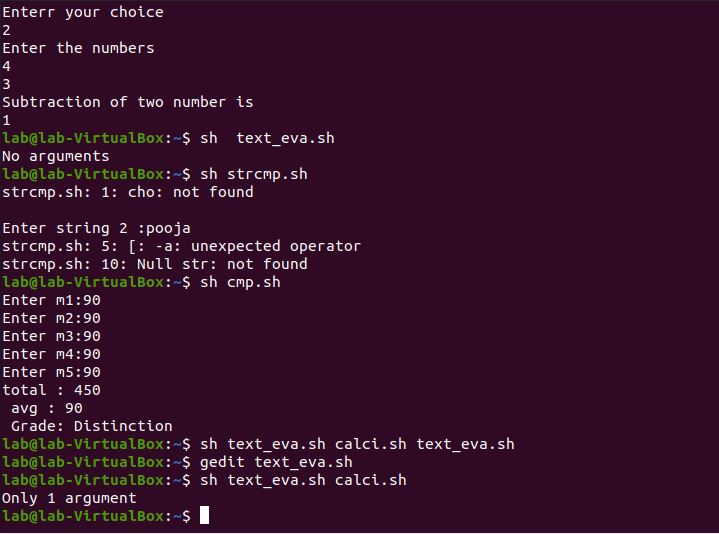 Enterr your choice
2
Enter the numbers
4
3
Subtraction of two number is
1
lab@lab-VirtualBox:~$ sh  text_eva.sh
No arguments
lab@lab-VirtualBox:~$ sh strcmp.sh
strcmp.sh: 1: cho: not found

Enter string 2 :pooja
strcmp.sh: 5: [: -a: unexpected operator
strcmp.sh: 10: Null str: not found
lab@lab-VirtualBox:~$ sh cmp.sh
Enter m1:90
Enter m2:90
Enter m3:90
Enter m4:90
Enter m5:90
total : 450
 avg : 90
 Grade: Distinction
lab@lab-VirtualBox:~$ sh text_eva.sh calci.sh text_eva.sh
lab@lab-VirtualBox:~$ gedit text_eva.sh
lab@lab-VirtualBox:~$ sh text_eva.sh calci.sh
Only 1 argument
lab@lab-VirtualBox:~$